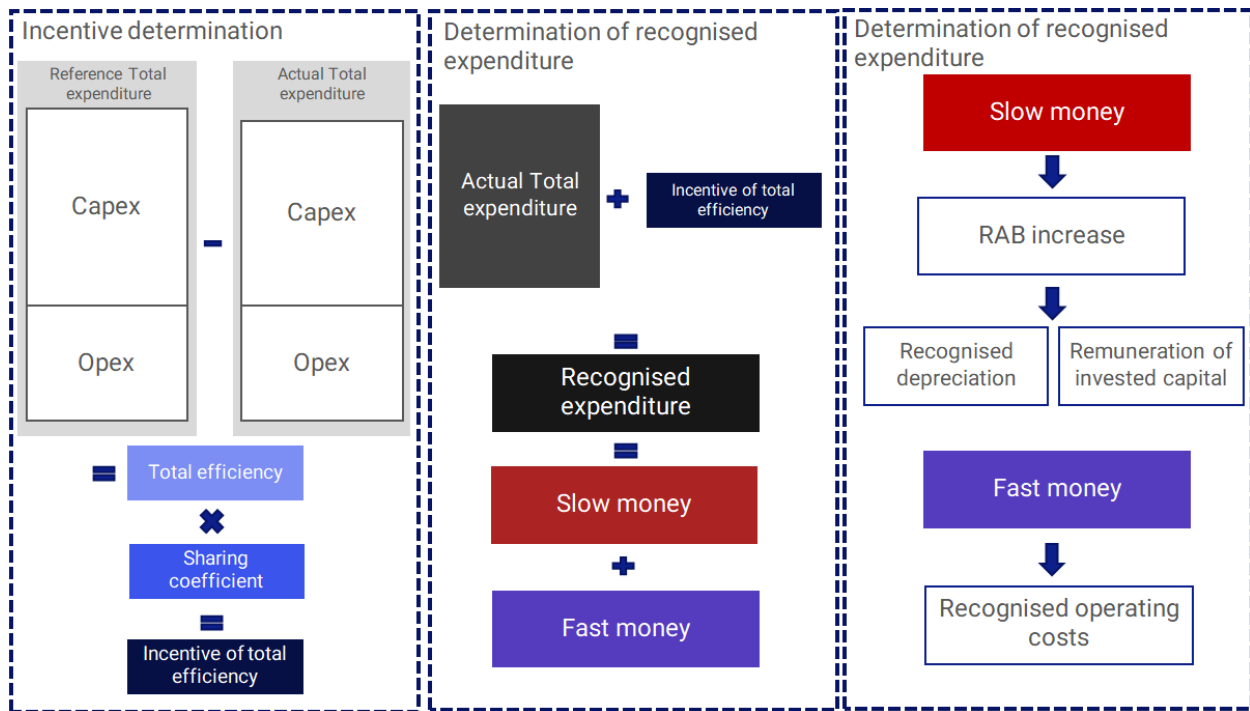 Incentive determination
Reference Total
expenditure
Actual Total
expenditure
Capex
Capex
Opex
Opex
Total efficiency
Sharing
coefficient
Incentive of total
efficiency
Determination of recognised
expenditure
Actual Total
expenditure
Incentive of total
efficiency
Recognised
expenditure
Slow money
Fast money
Determination of recognised
expenditure
Slow money
RAB increase
Recognised
depreciation
Remuneration of
invested capital
Fast money
Recognised operating
costs